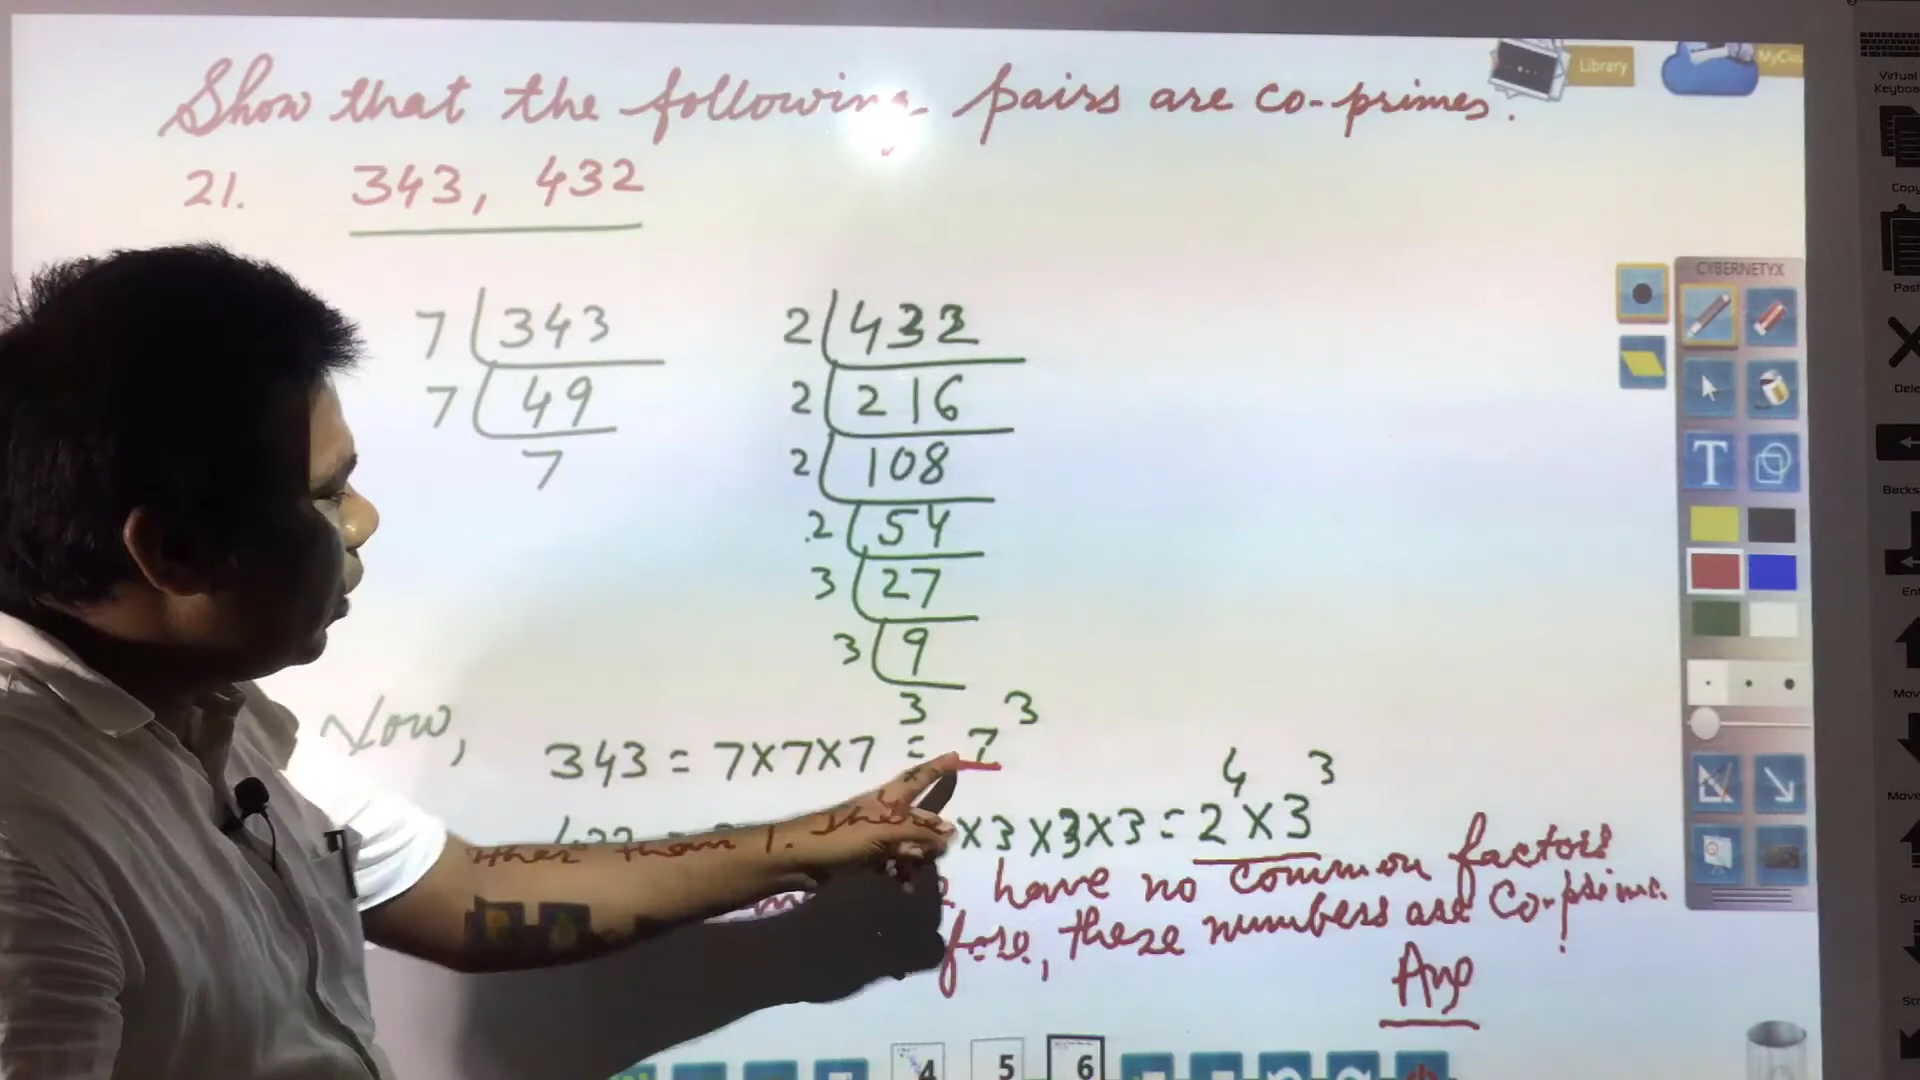 Show that the following pairs are co-primes.
21. 343, 432
7 343
7 49
7
2 432
2 216
2 108
2 54
3 27
3 9
3
Now,
343 = 7×7×7 = 7³
×3×3×3 = 2⁴×3³
have no common factors
other than 1.
these numbers are Co-prime.
Ans
Library
CYBERNETYX
T
4 5 6
Virtual
Copy